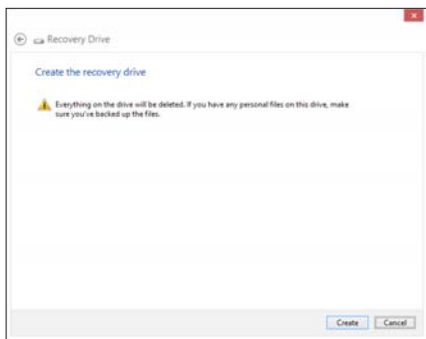 Recovery Drive
Create the recovery drive
Everything on the drive will be deleted. If you have any personal files on this drive, make
sure you've backed up the files.
Create Cancel